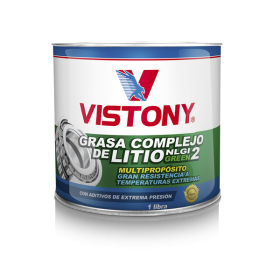 VISTONY®
GRASA COMPLEJO
DE LITIO NLGI 2
GREEN
MULTIPROPÓSITO
GRAN RESISTENCIA A
TEMPERATURAS EXTREMAS
CON ADITIVOS DE EXTREMA PRESIÓN
1 libra